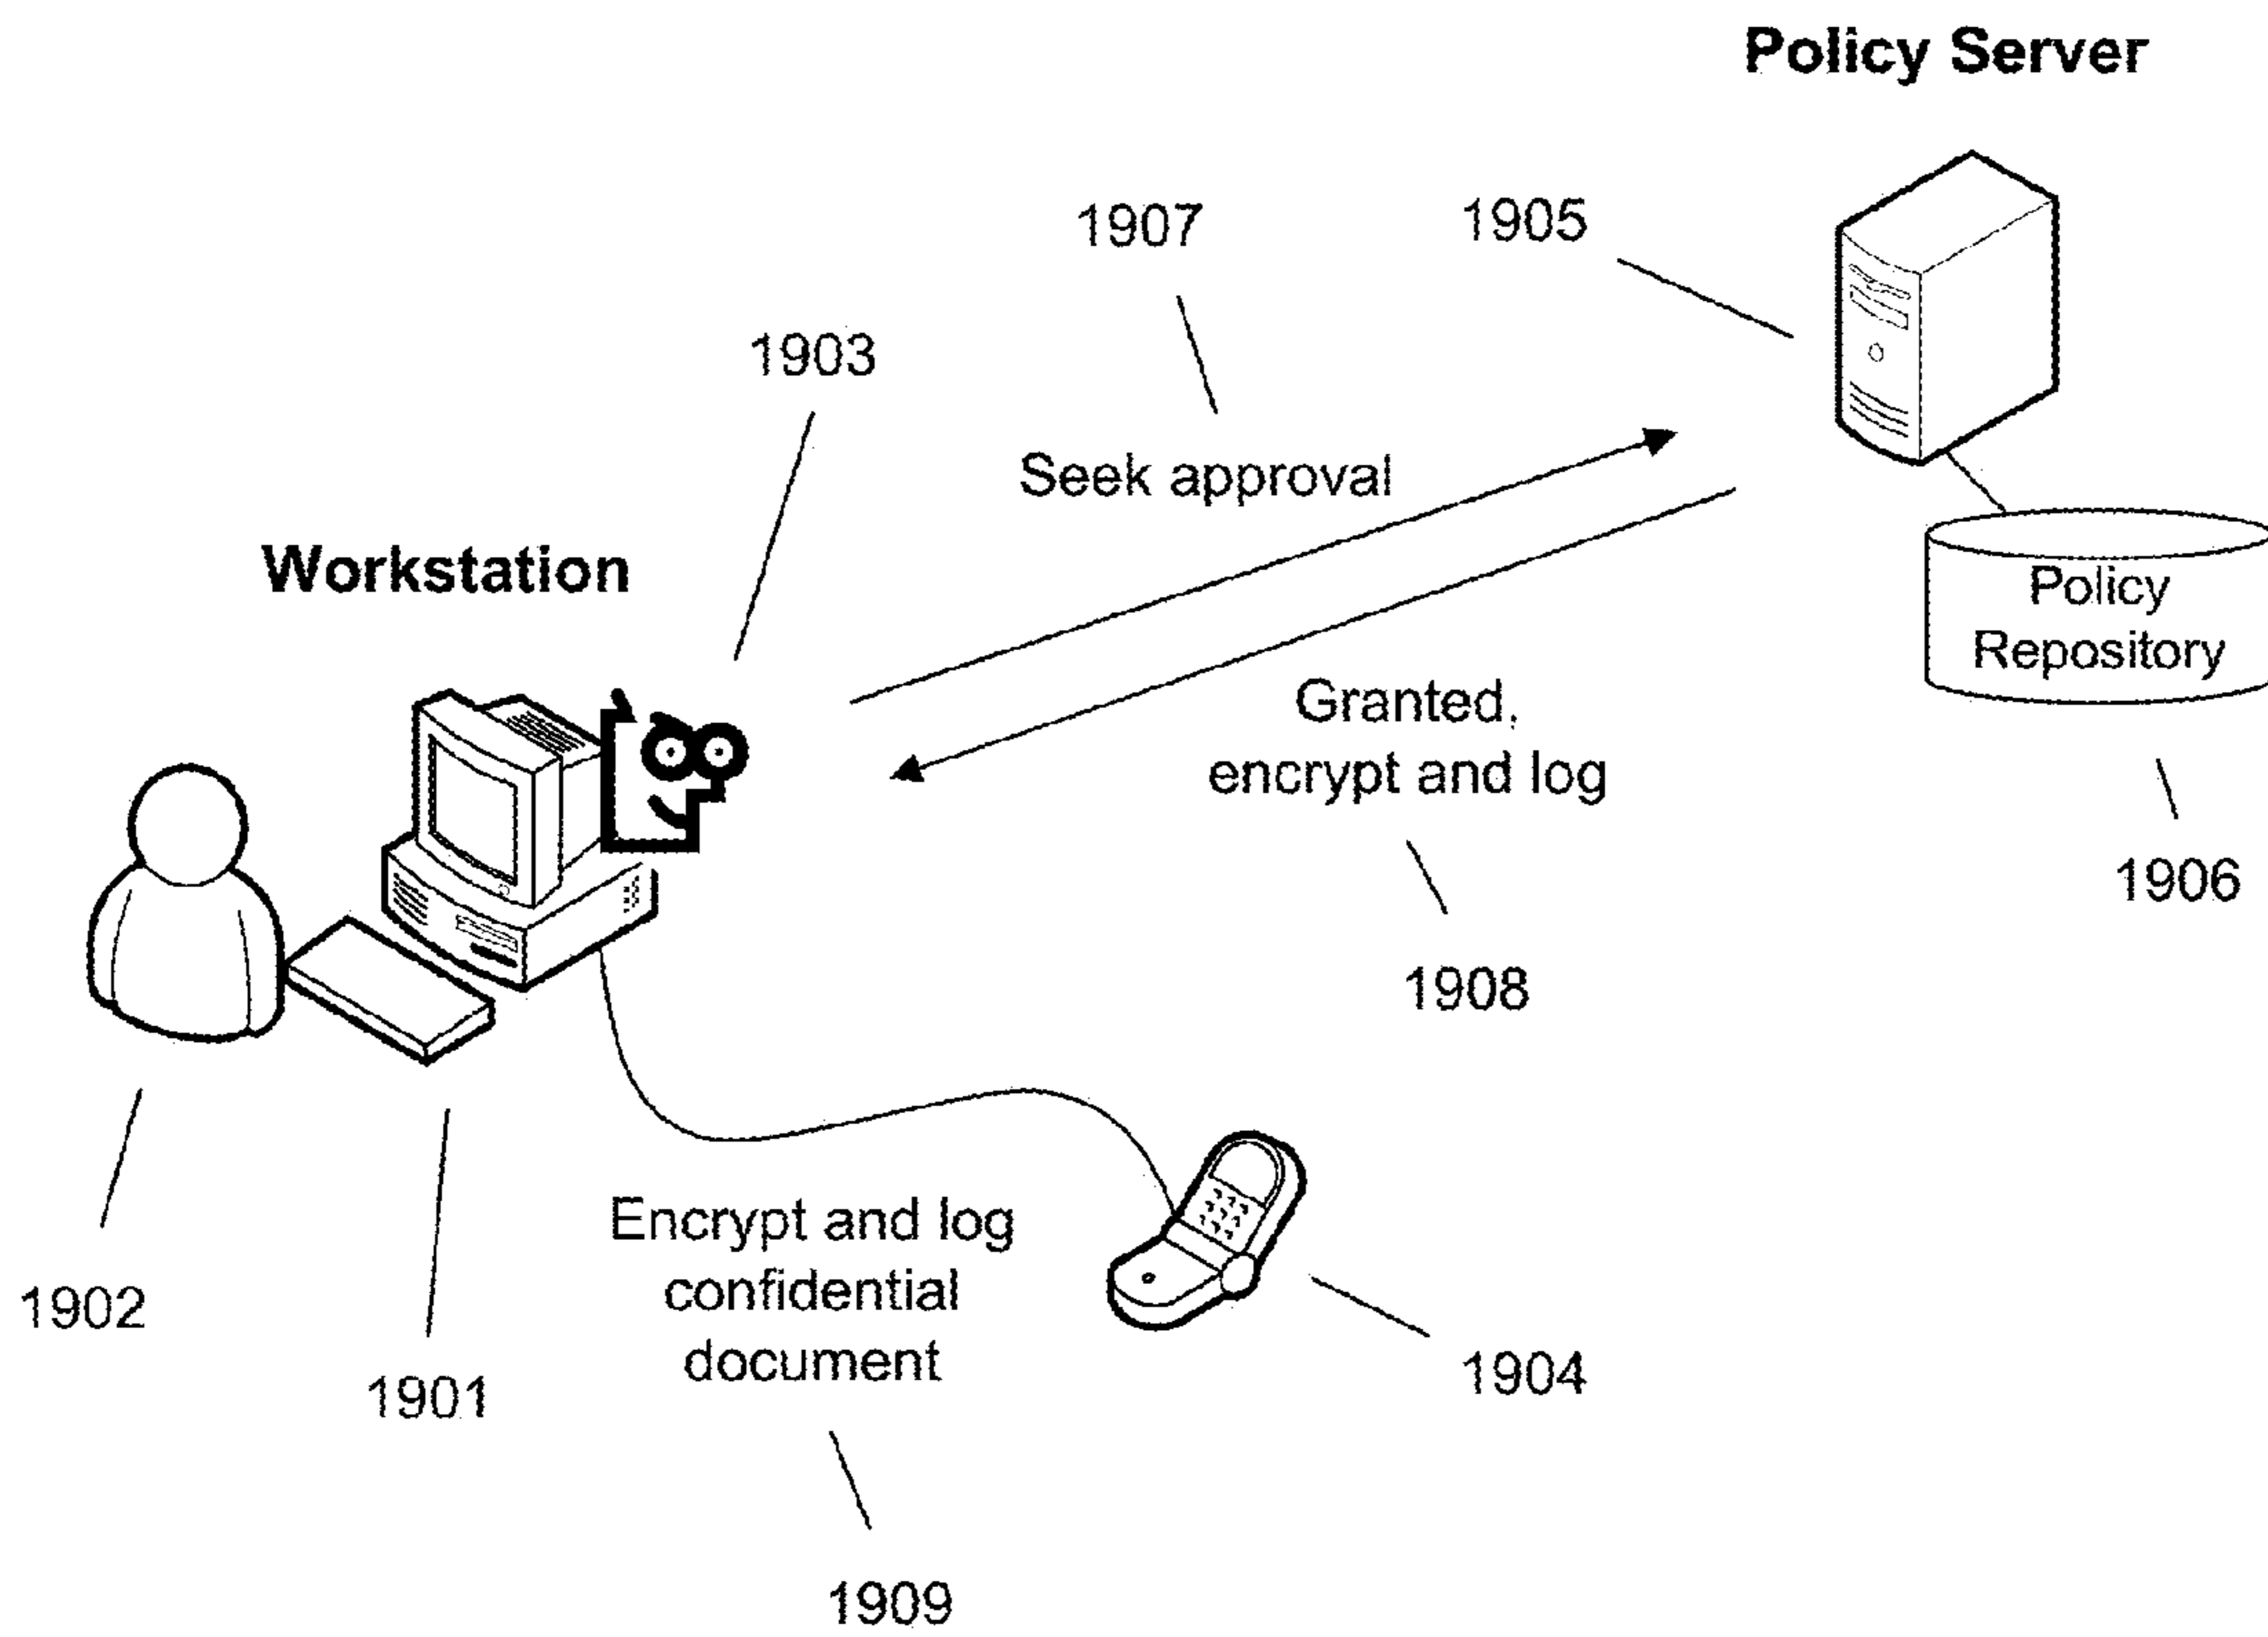 Policy Server
1907
1905
1903
Seek approval
Workstation
Policy
Repository
Granted,
encrypt and log
1906
1908
Encrypt and log
confidential
document
1902
1901
1904
1909